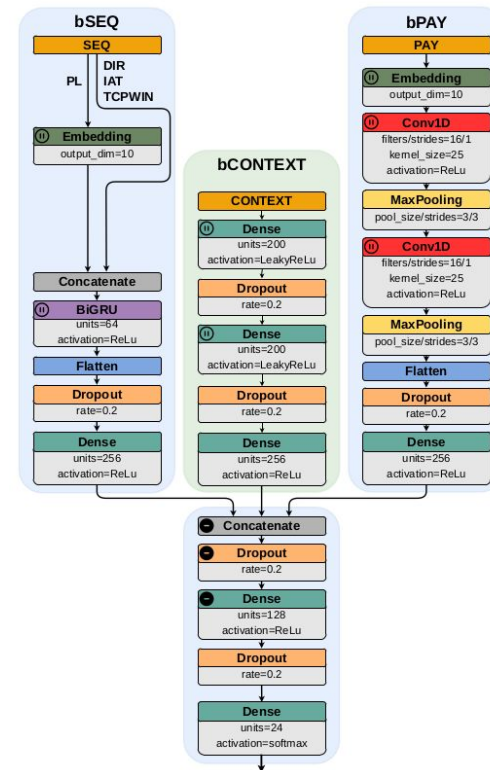 bSEQ
SEQ
PL
DIR
IAT
TCPWIN
Embedding
output_dim=10
Concatenate
BiGRU
units=64
activation=ReLu
Flatten
Dropout
rate=0.2
Dense
units=256
activation=ReLu
bCONTEXT
CONTEXT
Dense
units=200
activation=LeakyReLu
Dropout
rate=0.2
Dense
units=200
activation=LeakyReLu
Dropout
rate=0.2
Dense
units=256
activation=ReLu
bPAY
PAY
Embedding
output_dim=10
Conv1D
filters/strides=16/1
kernel_size=25
activation=ReLu
MaxPooling
pool_size/strides=3/3
Conv1D
filters/strides=16/1
kernel_size=25
activation=ReLu
MaxPooling
pool_size/strides=3/3
Flatten
Dropout
rate=0.2
Dense
units=256
activation=ReLu
Concatenate
Dropout
rate=0.2
Dense
units=128
activation=ReLu
Dropout
rate=0.2
Dense
units=24
activation=softmax